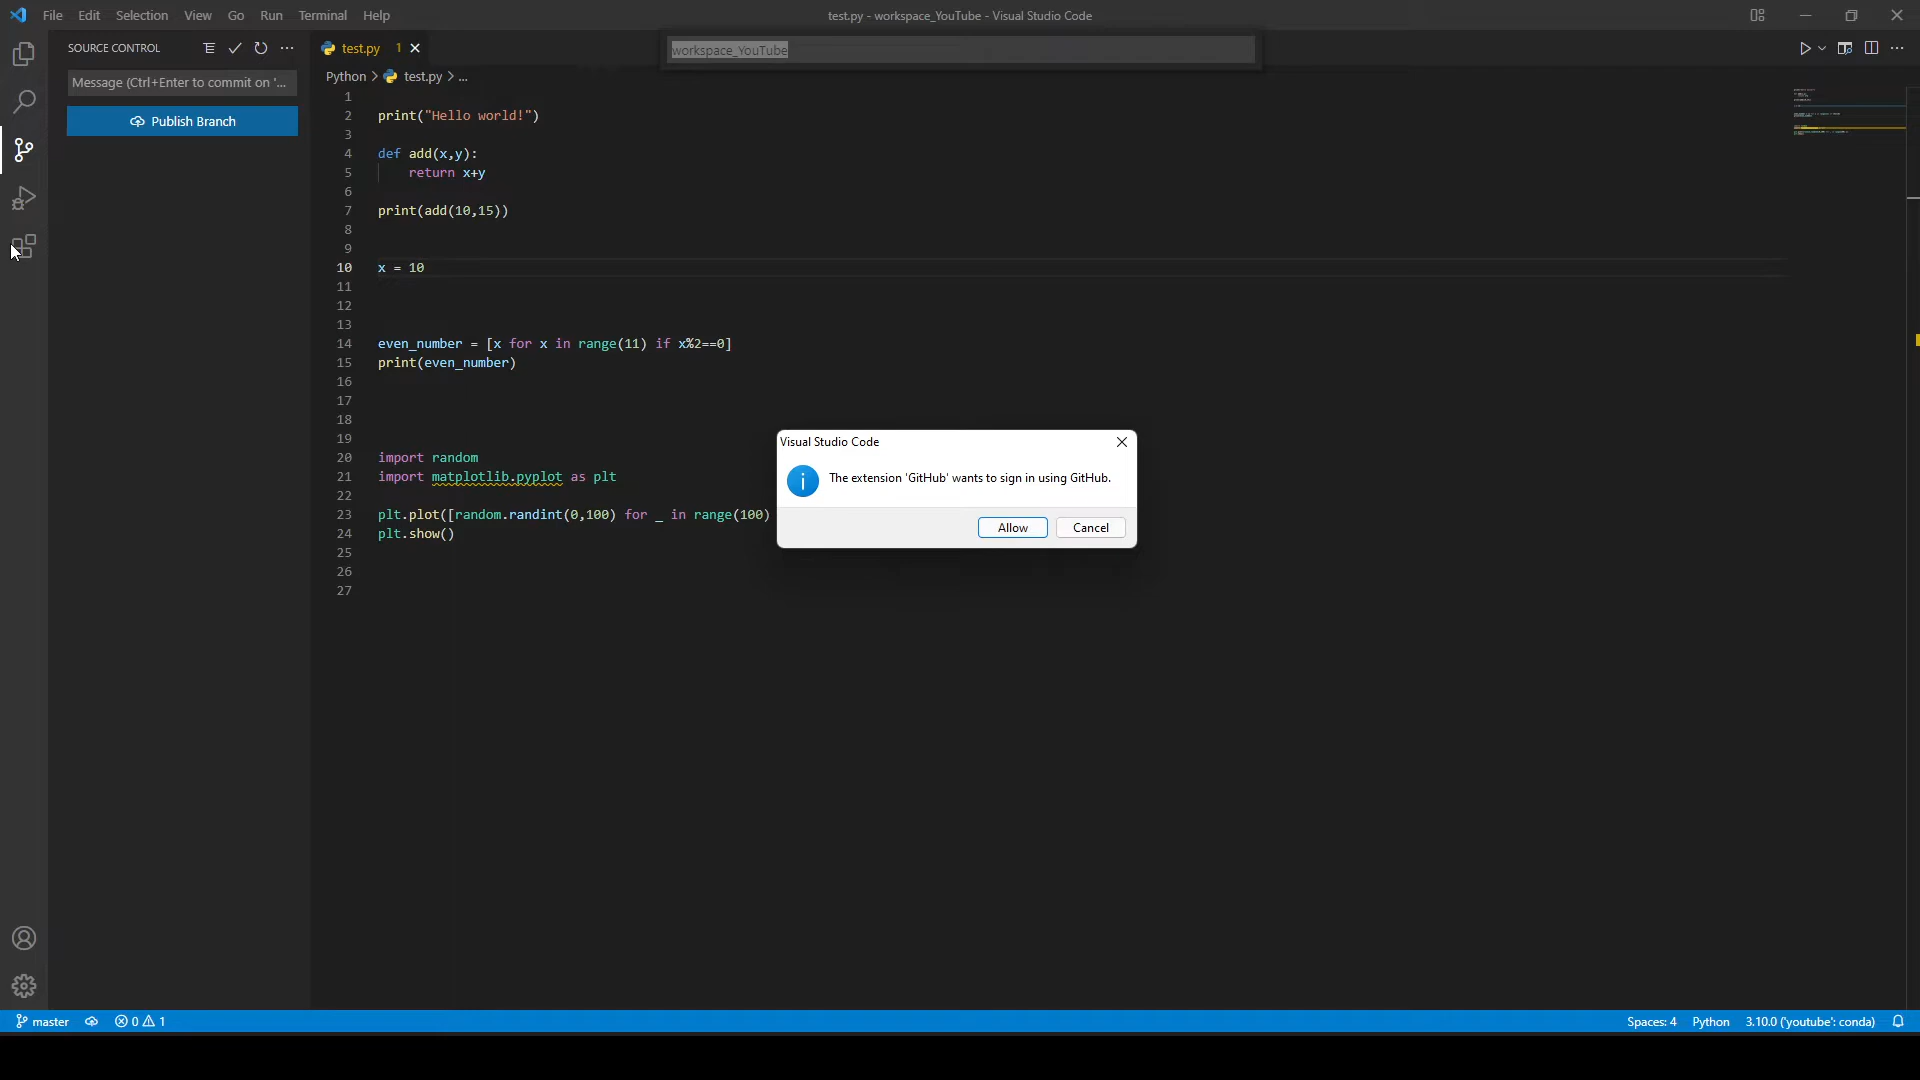 File Edit Selection View Go Run Terminal Help
test.py - workspace_YouTube - Visual Studio Code
SOURCE CONTROL
Message (Ctrl+Enter to commit on '...
Publish Branch
test.py 1
workspace_YouTube
Python > test.py > ...
1
2 print("Hello world!")
3
4 def add(x,y):
5 return x+y
6
7 print(add(10,15))
8
9
10 x = 10
11
12
13
14 even_number = [x for x in range(11) if x%2==0]
15 print(even_number)
16
17
18
19
20 import random
21 import matplotlib.pyplot as plt
22
23 plt.plot([random.randint(0,100) for _ in range(100)
24 plt.show()
25
26
27
Visual Studio Code
The extension 'GitHub' wants to sign in using GitHub.
Allow Cancel
master 0 1
Spaces: 4 Python 3.10.0 ('youtube': conda)